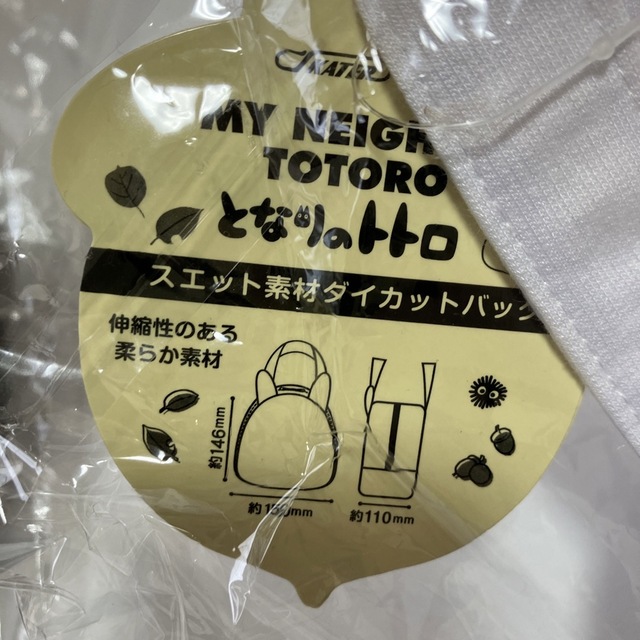 SKATER
MY NEIGH
TOTORO
となりのトトロ
スエット素材ダイカットバッグ
伸縮性のある
柔らか素材
約146mm
約110mm